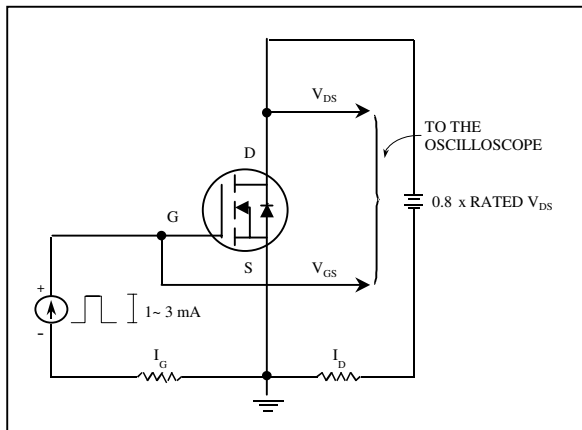 V_DS
TO THE
OSCILLOSCOPE
D
0.8 x RATED V_DS
G
S
V_GS
+
1~ 3 mA
-
I_G
I_D